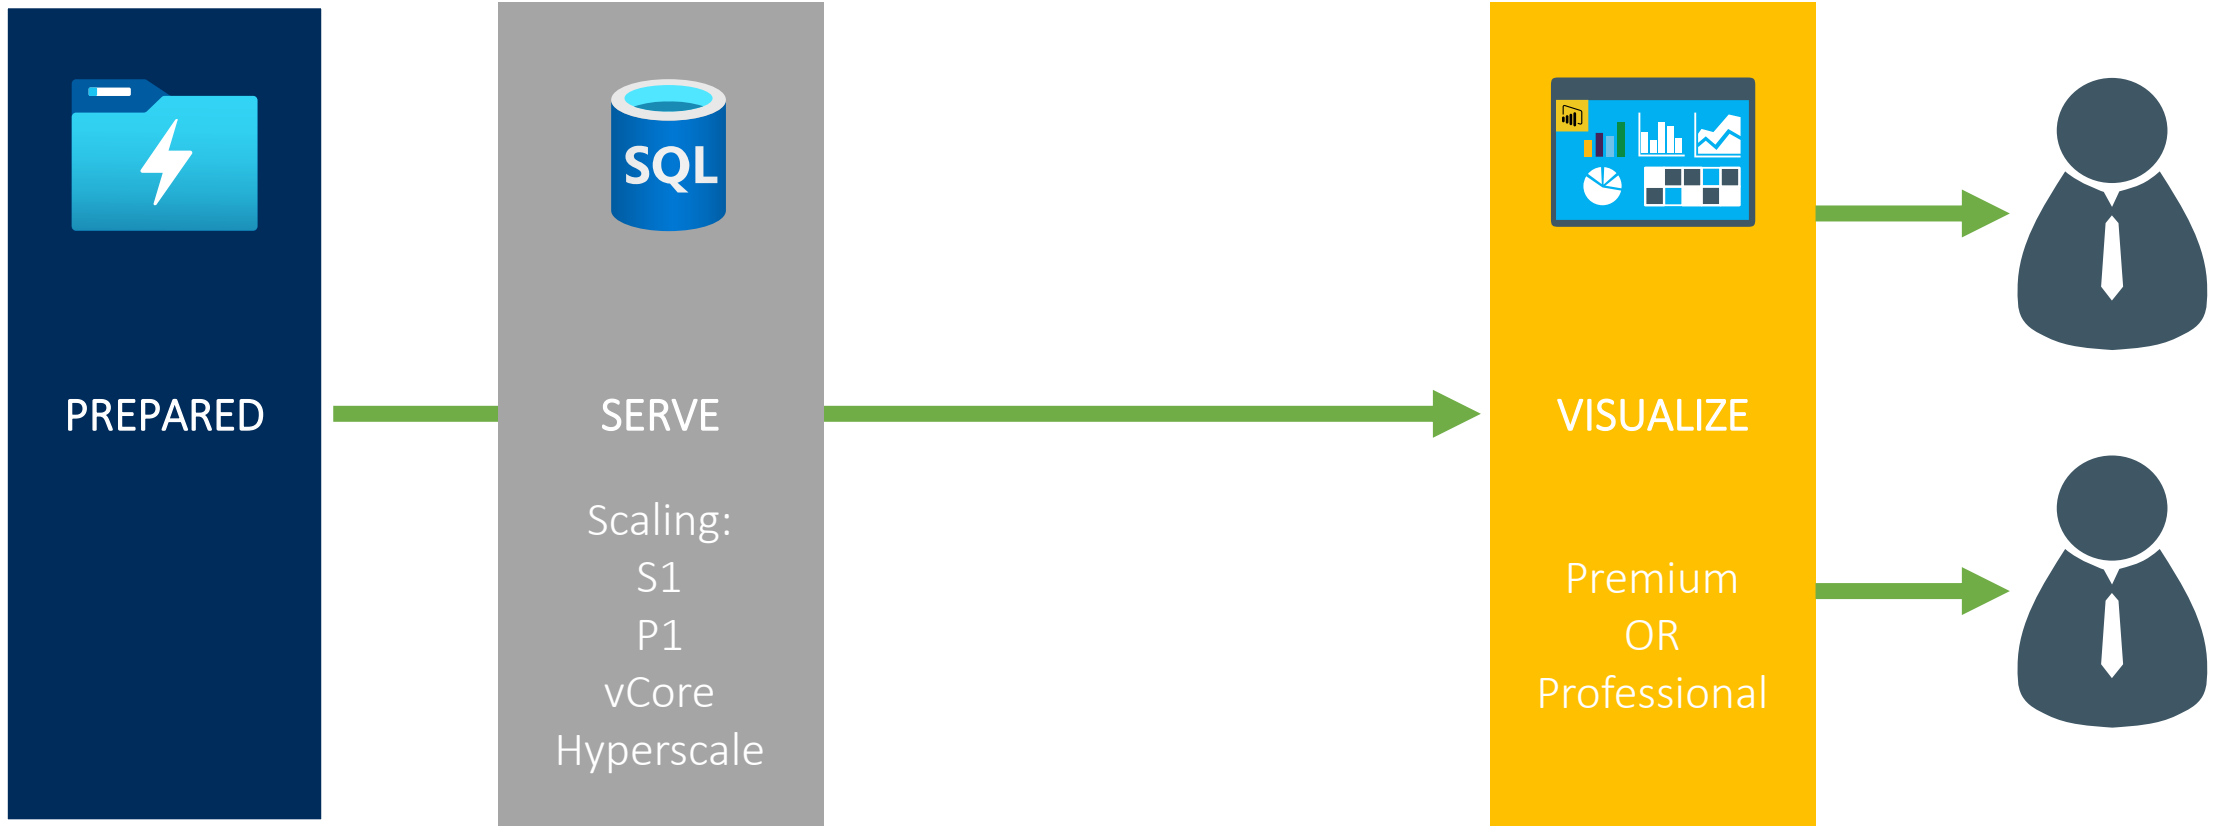 PREPARED
SQL
SERVE
Scaling:
S1
P1
vCore
Hyperscale
VISUALIZE
Premium
OR
Professional